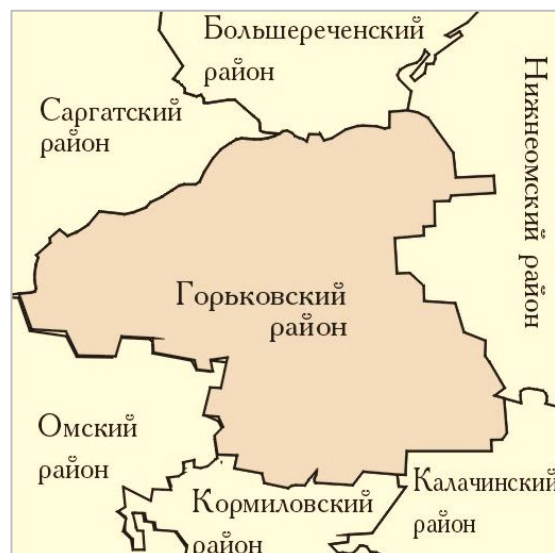 Большереченский
район
Саргатский
район
Нижнеомский район
Горьковский
район
Омский
район
Кормиловский
район
Калачинский
район